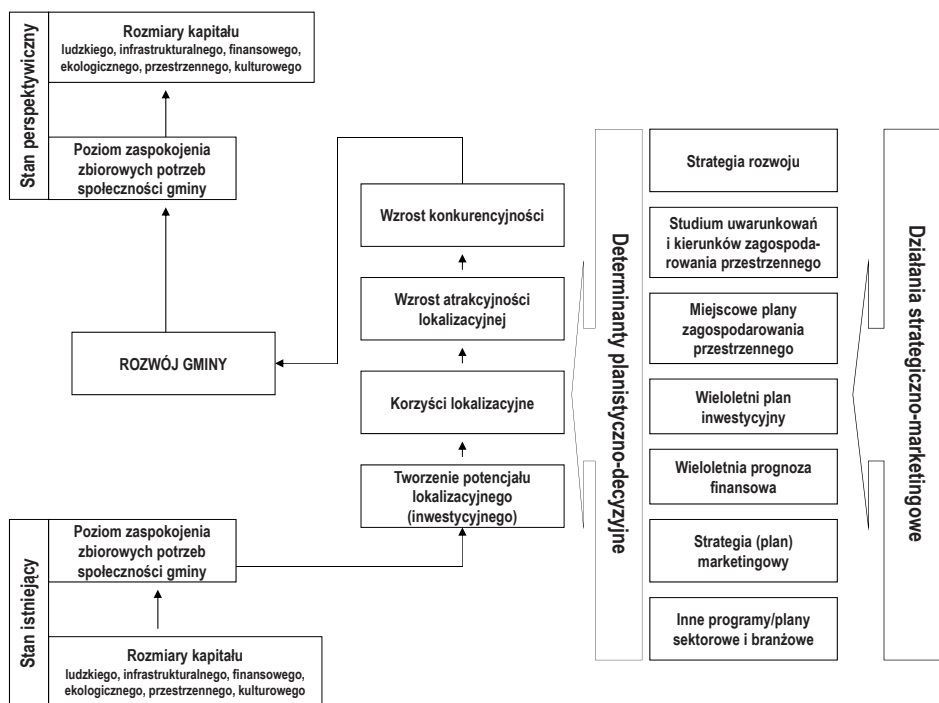 Stan perspektywiczny
Rozmiary kapitału
ludzkiego, infrastrukturalnego, finansowego,
ekologicznego, przestrzennego, kulturowego
Poziom zaspokojenia
zbiorowych potrzeb
społeczności gminy
ROZWÓJ GMINY
Stan istniejący
Poziom zaspokojenia
zbiorowych potrzeb
społeczności gminy
Rozmiary kapitału
ludzkiego, infrastrukturalnego, finansowego,
ekologicznego, przestrzennego, kulturowego
Wzrost konkurencyjności
Wzrost atrakcyjności
lokalizacyjnej
Korzyści lokalizacyjne
Tworzenie potencjału
lokalizacyjnego
(inwestycyjnego)
Determinanty planistyczno-decyzyjne
Strategia rozwoju
Studium uwarunkowań
i kierunków zagospoda-
rowania przestrzennego
Miejscowe plany
zagospodarowania
przestrzennego
Wieloletni plan
inwestycyjny
Wieloletnia prognoza
finansowa
Strategia (plan)
marketingowy
Inne programy/plany
sektorowe i branżowe
Działania strategiczno-marketingowe